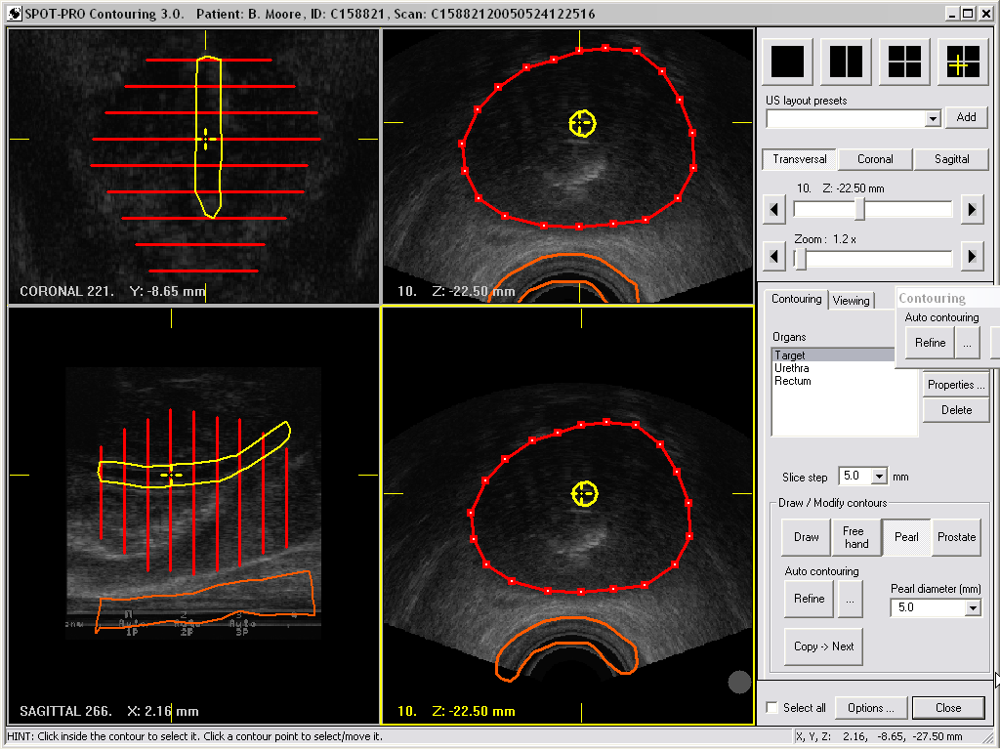 SPOT-PRO Contouring 3.0. Patient: B. Moore, ID: C158821, Scan: C15882120050524122516
CORONAL 221. Y: -8.65 mm
10. Z: -22.50 mm
SAGITTAL 266. X: 2.16 mm
10. Z: -22.50 mm
US layout presets
Add
Transversal Coronal Sagittal
10. Z: -22.50 mm
Zoom : 1.2 x
Contouring Viewing
Contouring
Auto contouring
Refine ...
Organs
Target
Urethra
Rectum
Properties ...
Delete
Slice step 5.0 mm
Draw / Modify contours
Draw Free hand Pearl Prostate
Auto contouring
Refine ...
Pearl diameter (mm)
5.0
Copy -> Next
Select all Options ... Close
HINT: Click inside the contour to select it. Click a contour point to select/move it.
X, Y, Z: 2.16, -8.65, -27.50 mm